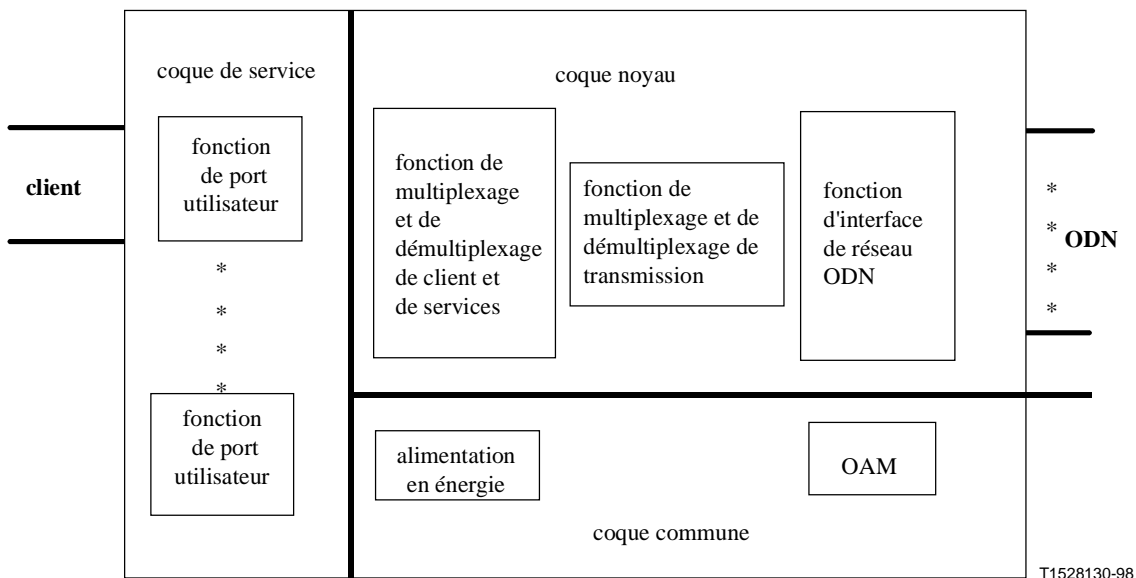 coque de service
coque noyau
client
fonction
de port
utilisateur
*
*
*
*
fonction
de port
utilisateur
fonction de
multiplexage
et de
démultiplexage
de client et
de services
fonction de
multiplexage et de
démultiplexage de
transmission
fonction
d'interface
de réseau
ODN
*
*
*
*
ODN
alimentation
en énergie
OAM
coque commune
T1528130-98